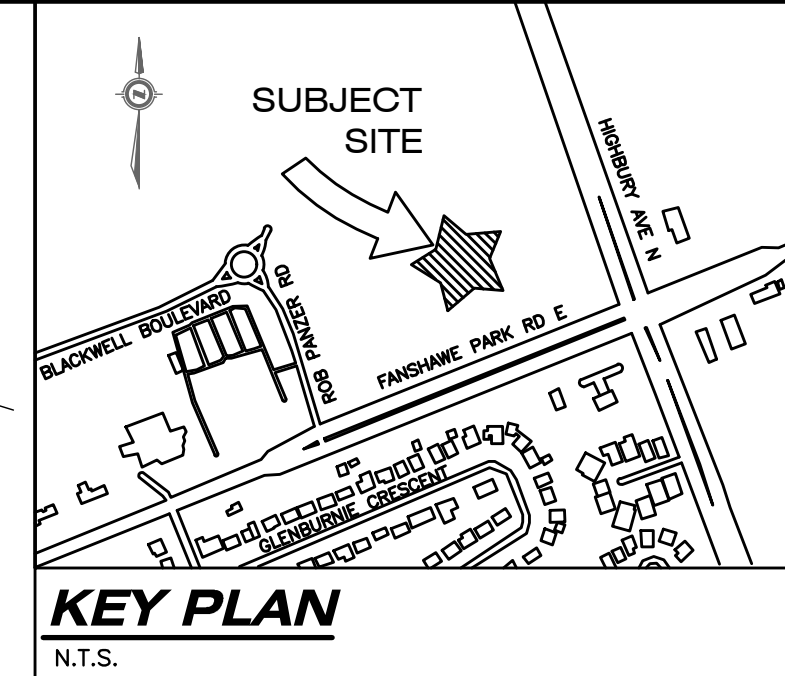 N
SUBJECT
SITE
HIGHBURY AVE N
ROB PANZER RD
BLACKWELL BOULEVARD
FANSHAWE PARK RD E
GLENBURNIE CRESCENT
KEY PLAN
N.T.S.